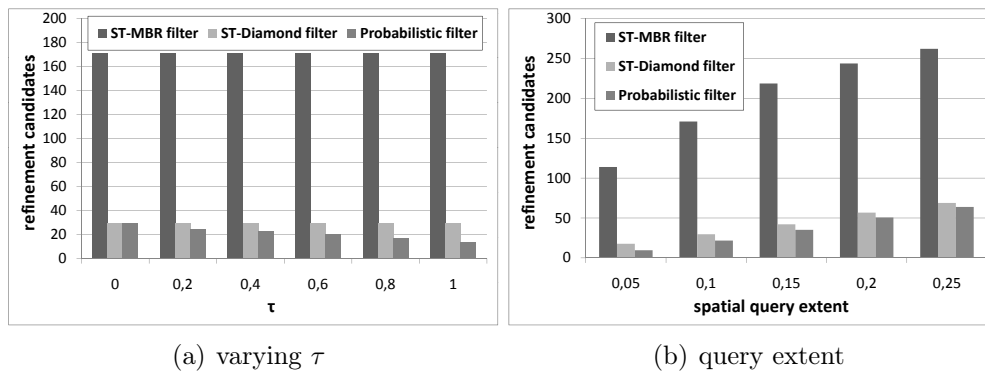 refinement candidates
200
180
160
140
120
100
80
60
40
20
0
ST-MBR filter ST-Diamond filter Probabilistic filter
0 0,2 0,4 0,6 0,8 1
τ
(a) varying τ
refinement candidates
300
250
200
150
100
50
0
ST-MBR filter
ST-Diamond filter
Probabilistic filter
0,05 0,1 0,15 0,2 0,25
spatial query extent
(b) query extent